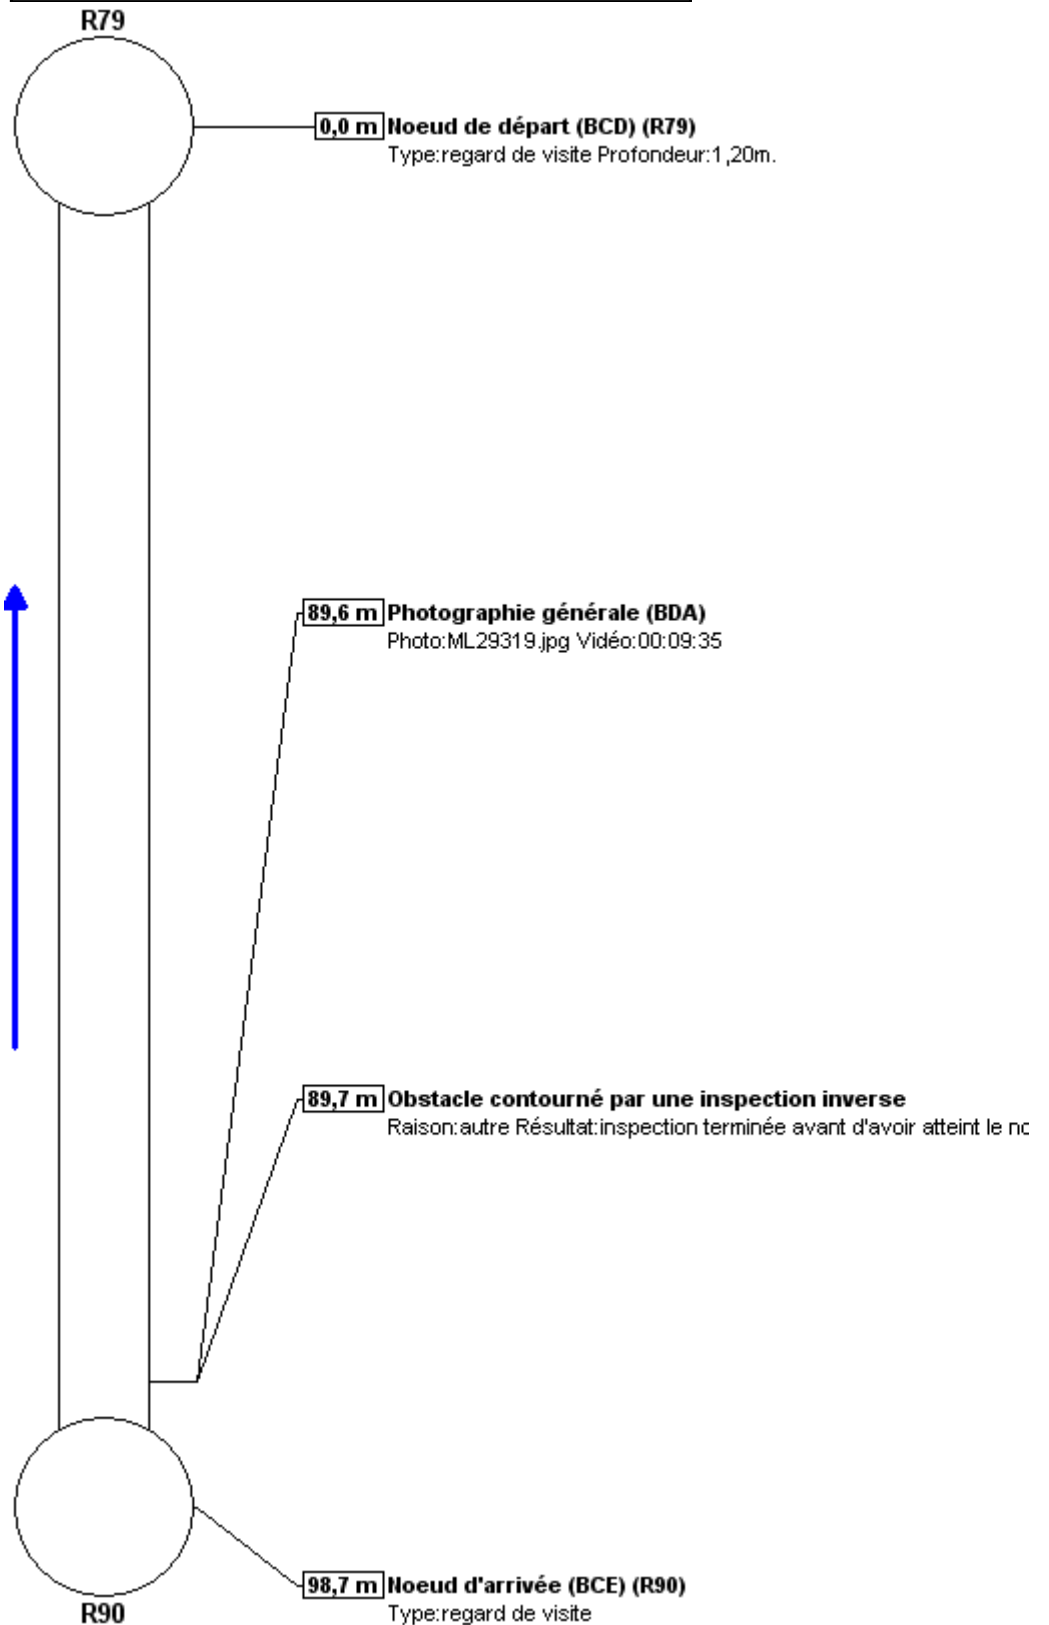 R79
0,0 m Noeud de départ (BCD) (R79)
Type:regard de visite Profondeur:1,20m.
89,6 m Photographie générale (BDA)
Photo:ML29319.jpg Vidéo:00:09:35
89,7 m Obstacle contourné par une inspection inverse
Raison:autre Résultat:inspection terminée avant d'avoir atteint le
98,7 m Noeud d'arrivée (BCE) (R90)
R90
Type:regard de visite